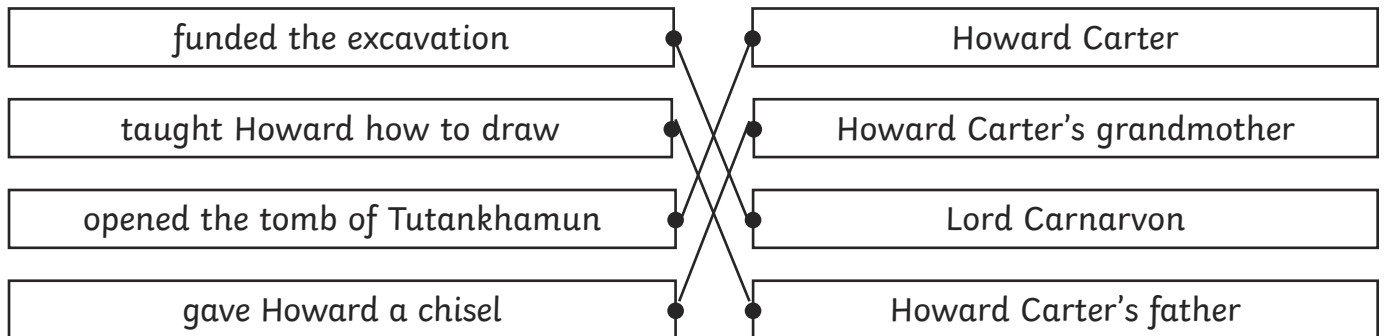 funded the excavation
Howard Carter
taught Howard how to draw
Howard Carter’s grandmother
opened the tomb of Tutankhamun
Lord Carnarvon
gave Howard a chisel
Howard Carter’s father